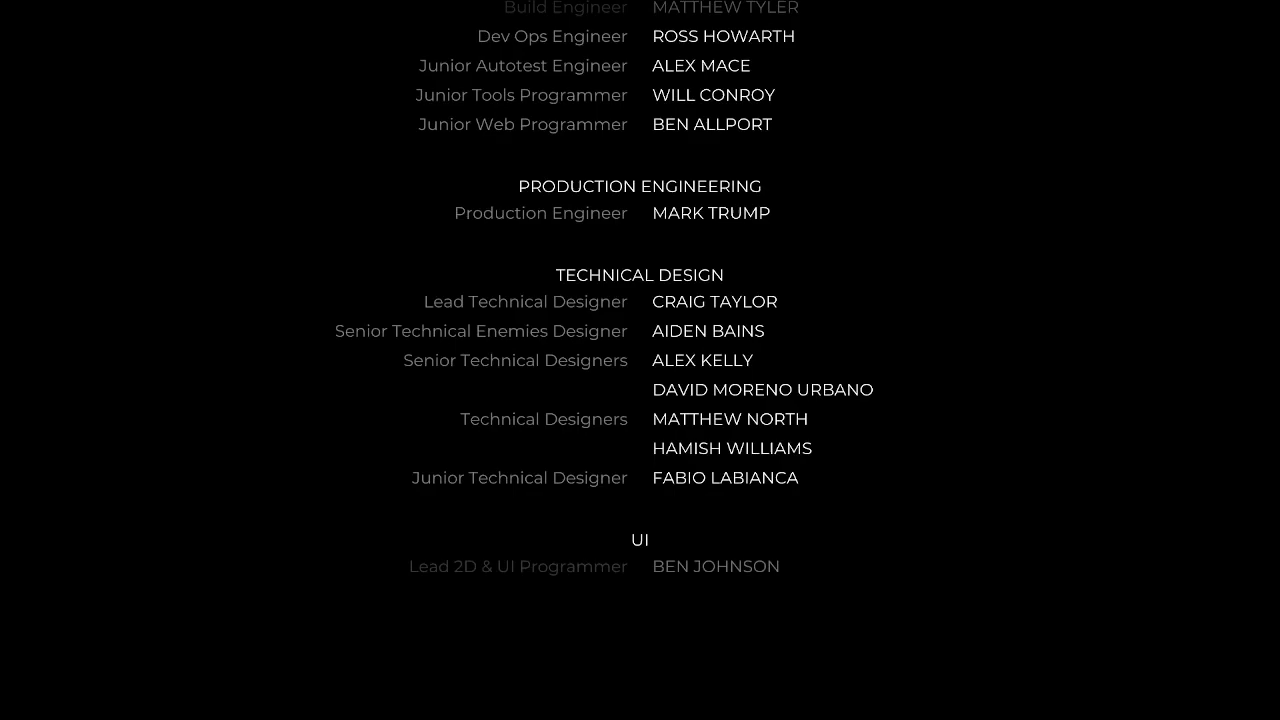 Build Engineer MATTHEW TYLER
Dev Ops Engineer ROSS HOWARTH
Junior Autotest Engineer ALEX MACE
Junior Tools Programmer WILL CONROY
Junior Web Programmer BEN ALLPORT
PRODUCTION ENGINEERING
Production Engineer MARK TRUMP
TECHNICAL DESIGN
Lead Technical Designer CRAIG TAYLOR
Senior Technical Enemies Designer AIDEN BAINS
Senior Technical Designers ALEX KELLY
DAVID MORENO URBANO
Technical Designers MATTHEW NORTH
HAMISH WILLIAMS
Junior Technical Designer FABIO LABIANCA
UI
Lead 2D & UI Programmer BEN JOHNSON